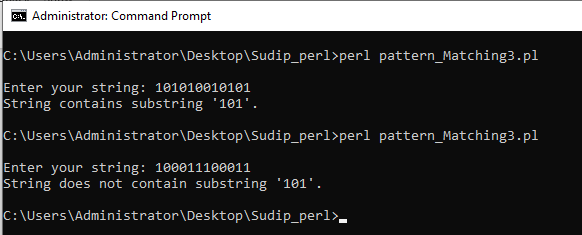 Administrator: Command Prompt
C:\Users\Administrator\Desktop\Sudip_perl>perl pattern_Matching3.pl
Enter your string: 101010010101
String contains substring '101'.
C:\Users\Administrator\Desktop\Sudip_perl>perl pattern_Matching3.pl
Enter your string: 100011100011
String does not contain substring '101'.
C:\Users\Administrator\Desktop\Sudip_perl>